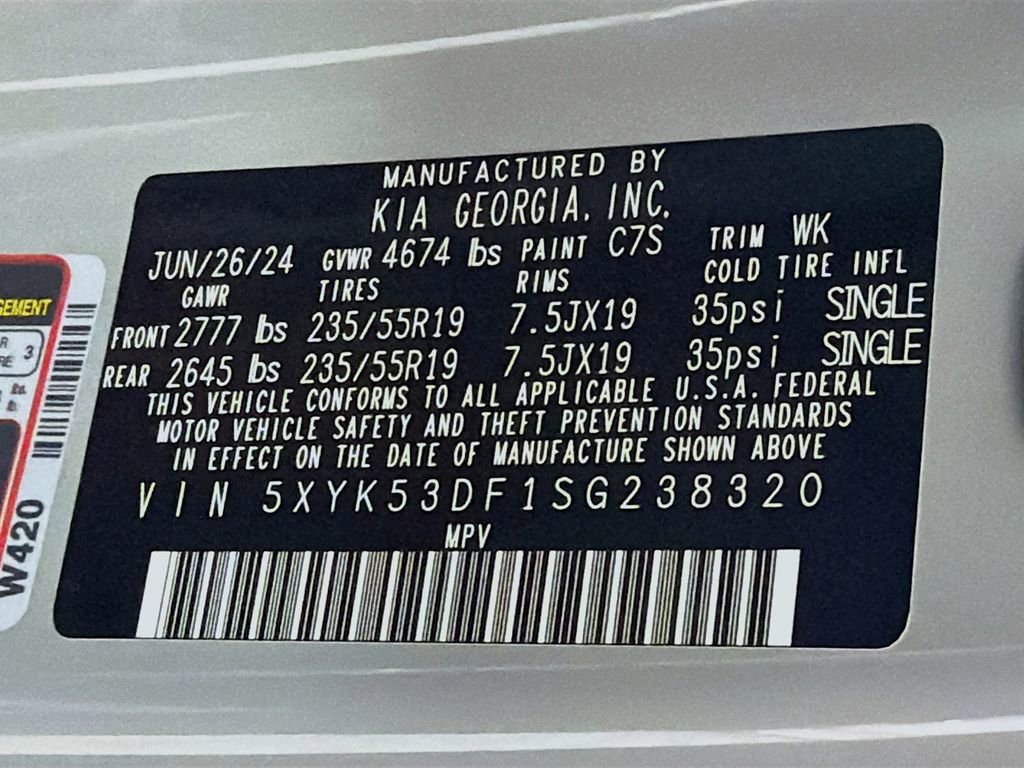 MANUFACTURED BY
KIA GEORGIA, INC.
JUN/26/24 GVWR 4674 lbs PAINT C7S TRIM WK
GAWR TIRES RIMS COLD TIRE INFL
FRONT 2777 lbs 235/55R19 7.5JX19 35psi SINGLE
REAR 2645 lbs 235/55R19 7.5JX19 35psi SINGLE
THIS VEHICLE CONFORMS TO ALL APPLICABLE U.S.A. FEDERAL
MOTOR VEHICLE SAFETY AND THEFT PREVENTION STANDARDS
IN EFFECT ON THE DATE OF MANUFACTURE SHOWN ABOVE
VIN 5XYK53DF1SG238320
MPV
3
W420